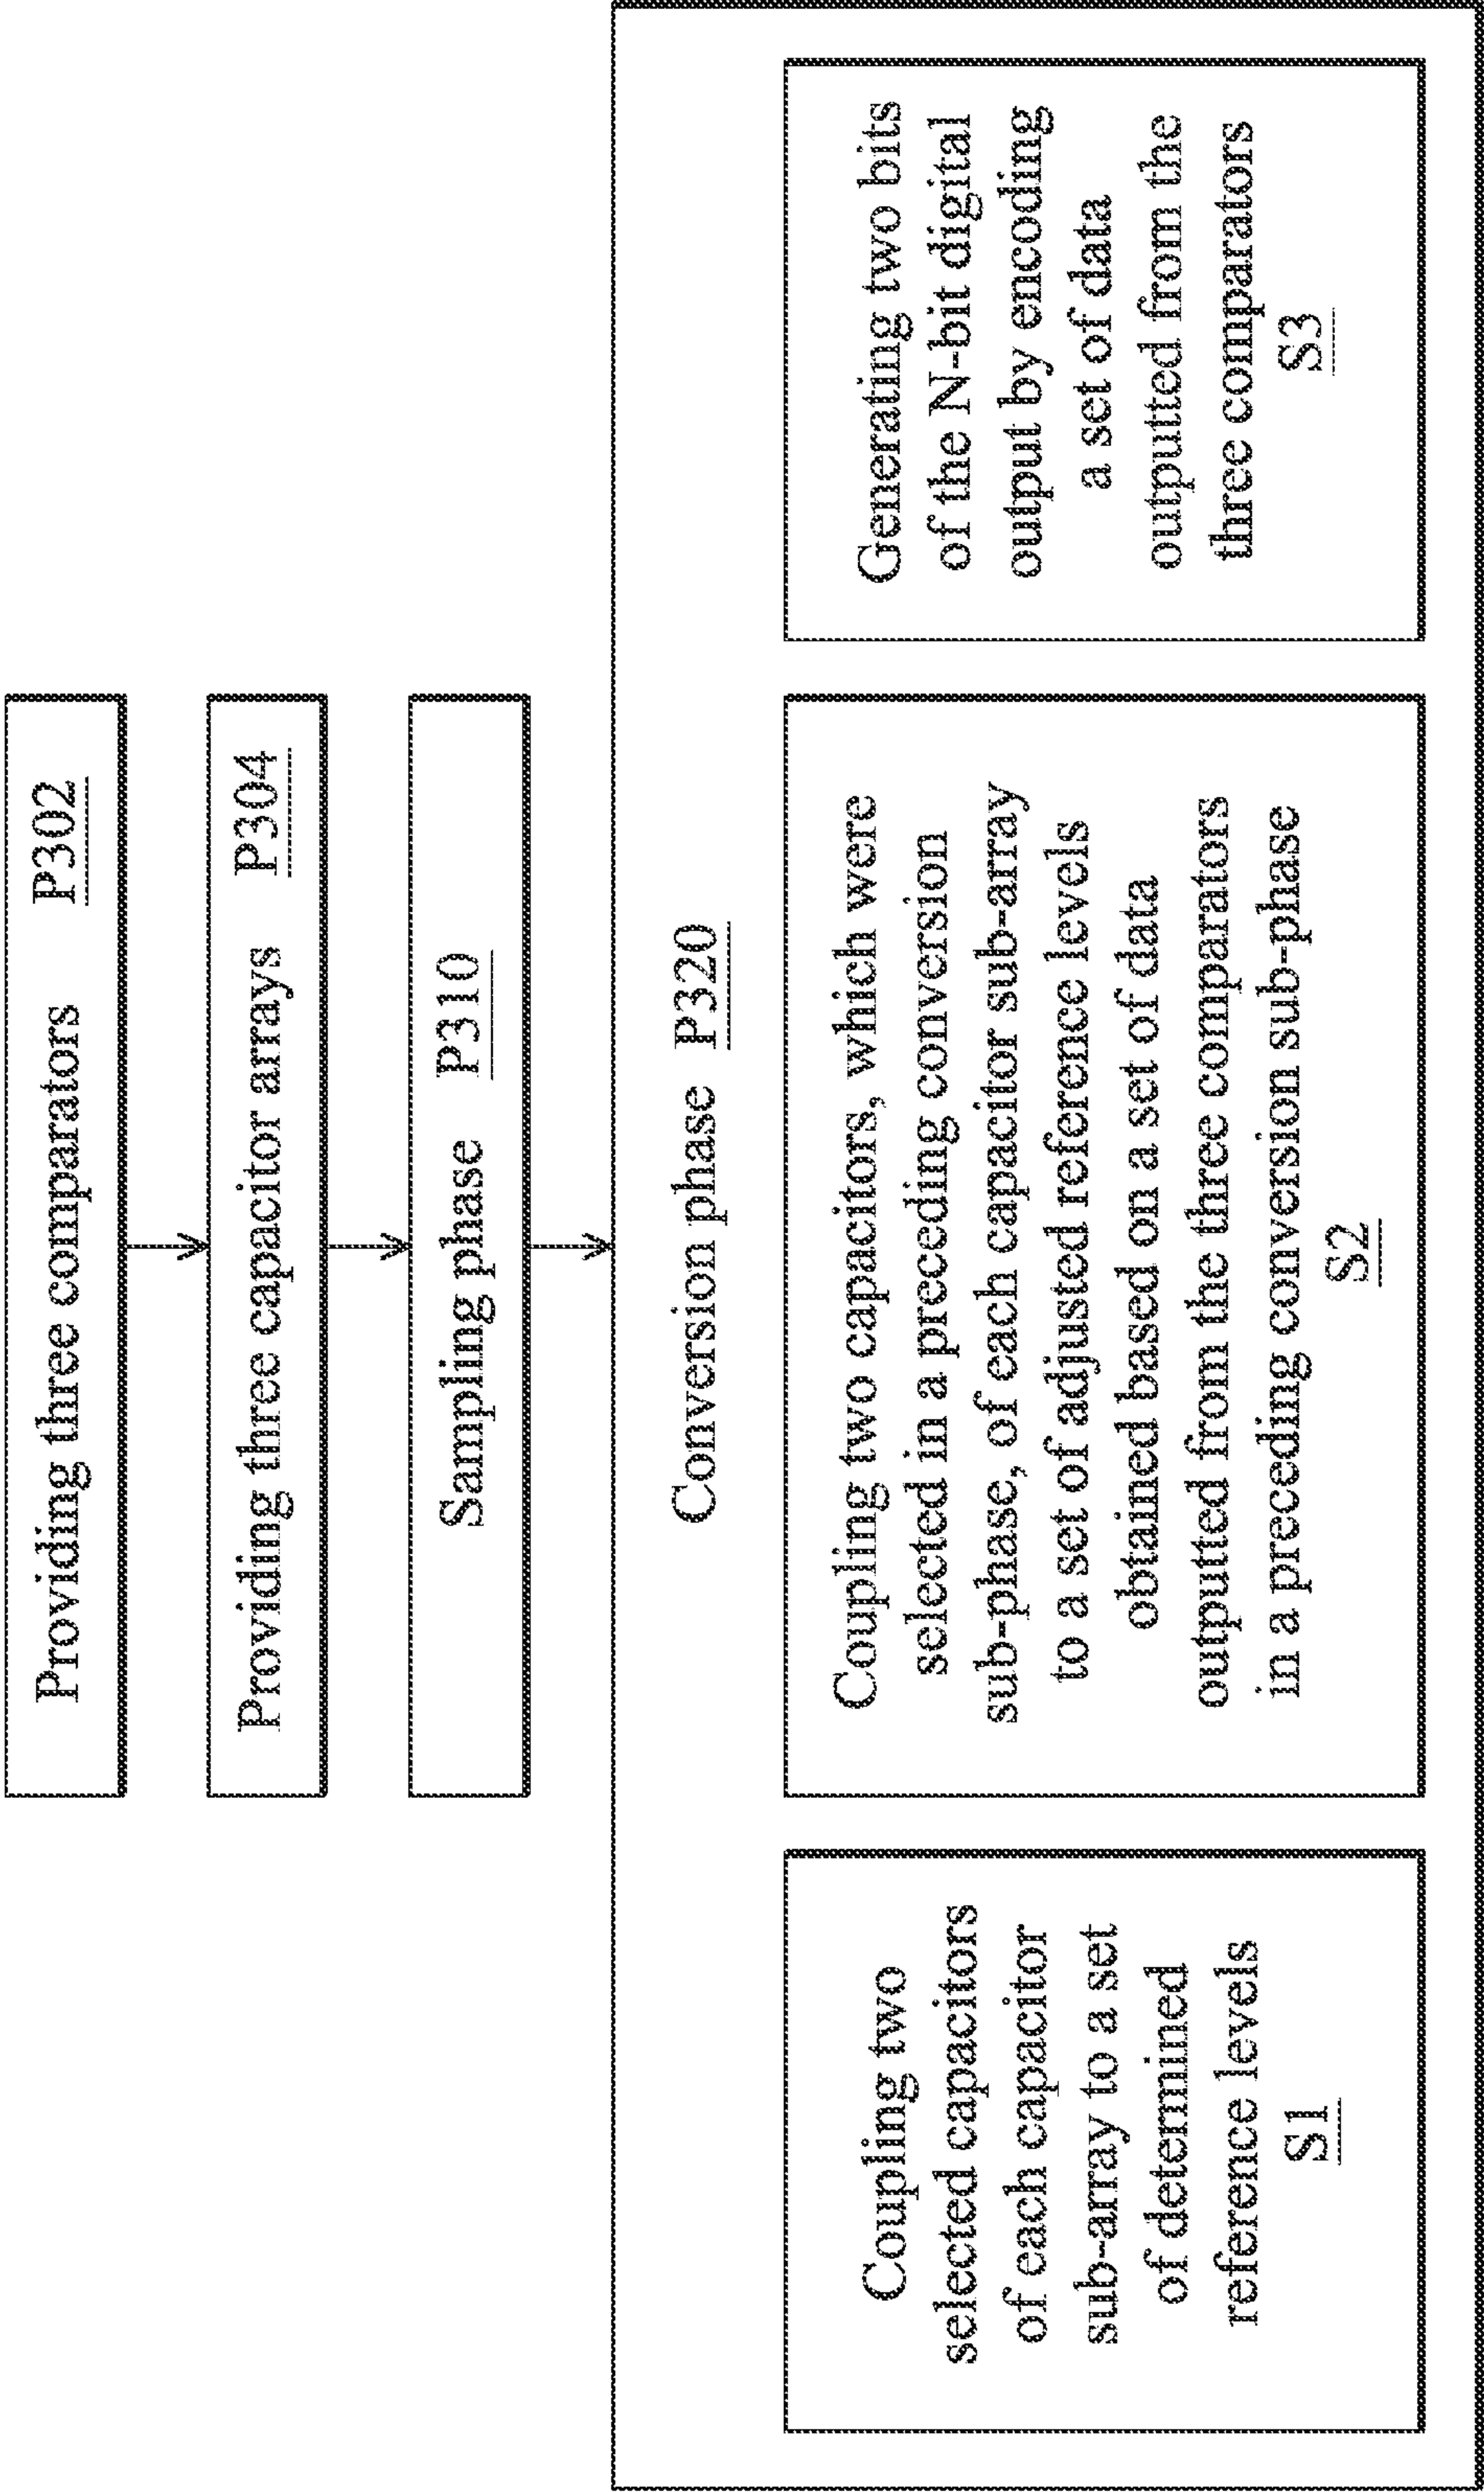 Providing three comparators P302
Providing three capacitor arrays P304
Sampling phase P310
Conversion phase P320
Coupling two
selected capacitors
of each capacitor
sub-array to a set
of determined
reference levels
S1
Coupling two capacitors, which were
selected in a preceding conversion
sub-phase, of each capacitor sub-array
to a set of adjusted reference levels
obtained based on a set of data
outputted from the three comparators
in a preceding conversion sub-phase
S2
Generating two bits
of the N-bit digital
output by encoding
a set of data
outputted from the
three comparators
S3